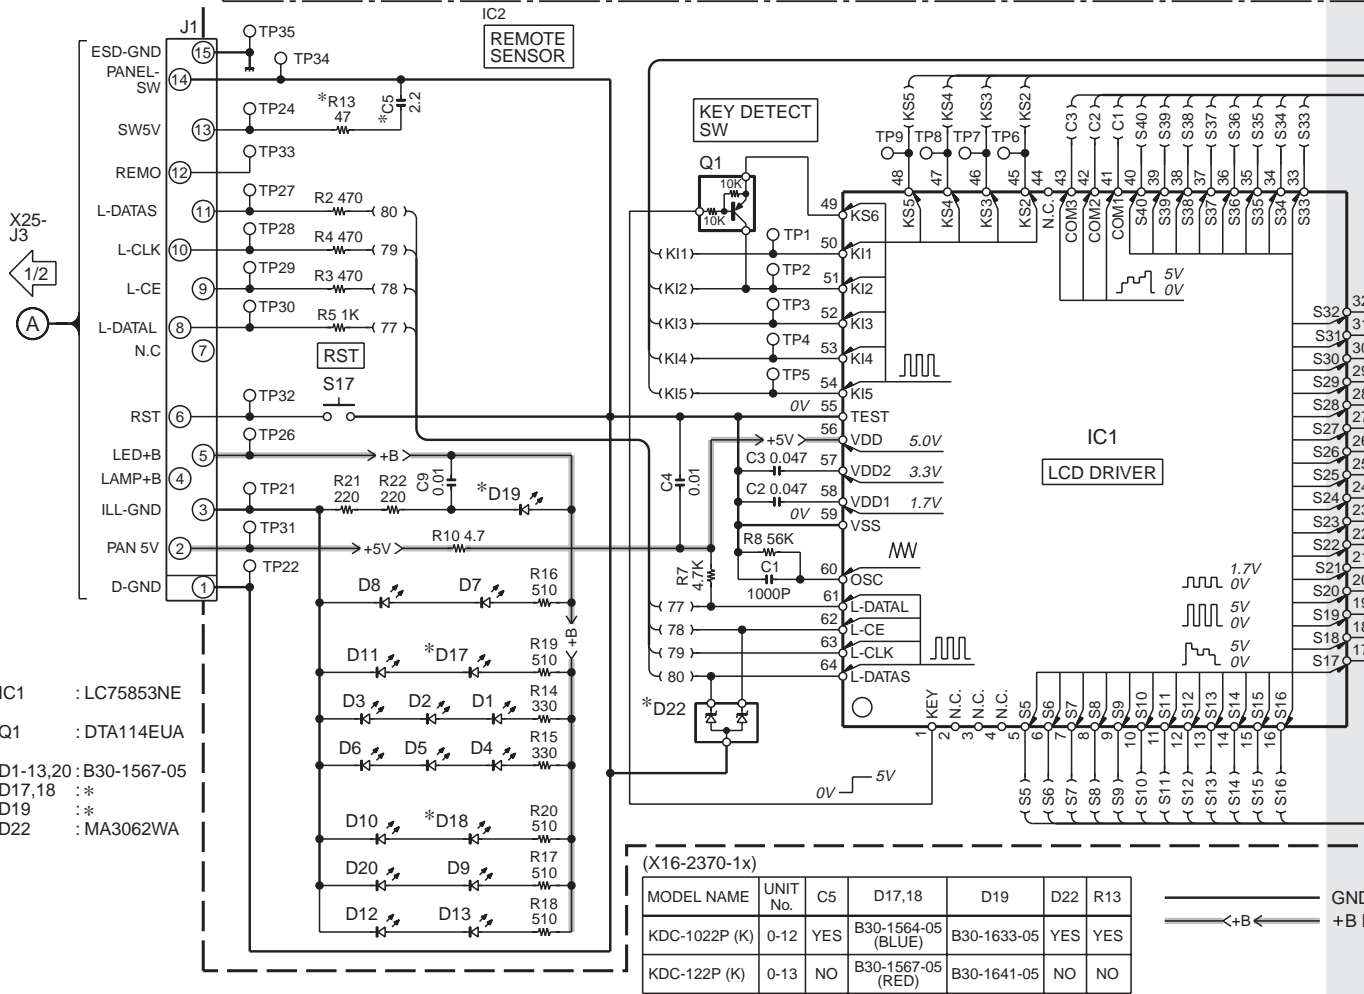 J1
IC2
REMOTE
SENSOR
X25-
J3
1/2
A
ESD-GND 15 TP35
PANEL-
SW 14 TP34
SW5V 13 TP24 *R13 47 *C5 2.2
REMO 12 TP33
L-DATAS 11 TP27 R2 470 (80)
L-CLK 10 TP28 R4 470 (79)
L-CE 9 TP29 R3 470 (78)
L-DATAL 8 TP30 R5 1K (77)
N.C 7
RST
S17
RST 6 TP32
LED+B 5 TP26 +B
LAMP+B 4
ILL-GND 3 TP21 R21 220 R22 220 C9 0.01 *D19
PAN 5V 2 TP31 +5V R10 4.7
D-GND 1 TP22
C4 0.01
R7 4.7K
D8 D7 R16 510
+B
D11 *D17 R19 510
D3 D2 D1 R14 330
D6 D5 D4 R15 330
D10 *D18 R20 510
D20 D9 R17 510
D12 D13 R18 510
IC1 : LC75853NE
Q1 : DTA114EUA
D1-13,20 : B30-1567-05
D17,18 : *
D19 : *
D22 : MA3062WA
KEY DETECT
SW
Q1
10K
10K
(KI1) TP1
(KI2) TP2
(KI3) TP3
(KI4) TP4
(KI5) TP5
49 KS6
50 KI1
51 KI2
52 KI3
53 KI4
54 KI5
0V 55 TEST
+5V 56 VDD 5.0V
C3 0.047 57 VDD2 3.3V
C2 0.047 58 VDD1 1.7V
0V 59 VSS
R8 56K
C1
1000P
60 OSC
(77) 61 L-DATAL
(78) 62 L-CE
(79) 63 L-CLK
(80) 64 L-DATAS
*D22
0V 5V
IC1
LCD DRIVER
(KS5) (KS4) (KS3) (KS2) (C3) (C2) (C1) (S40) (S39) (S38) (S37) (S36) (S35) (S34) (S33)
TP9 TP8 TP7 TP6
48 47 46 45 44 43 42 41 40 39 38 37 36 35 34 33
KS5 KS4 KS3 KS2 N.C. COM3 COM2 COM1 S40 S39 S38 S37 S36 S35 S34 S33
5V
0V
S32 32
S31 31
S30 30
S29 29
S28 28
S27 27
S26 26
S25 25
S24 24
S23 23
S22 22
S21 21
S20 20
S19 19
S18 18
S17 17
1.7V
0V
5V
0V
5V
0V
KEY N.C. N.C. N.C. S5 S6 S7 S8 S9 S10 S11 S12 S13 S14 S15 S16
1 2 3 4 5 6 7 8 9 10 11 12 13 14 15 16
(S5) (S6) (S7) (S8) (S9) (S10) (S11) (S12) (S13) (S14) (S15) (S16)
(X16-2370-1x)
MODEL NAME UNIT No. C5 D17,18 D19 D22 R13
KDC-1022P (K) 0-12 YES B30-1564-05 (BLUE) B30-1633-05 YES YES
KDC-122P (K) 0-13 NO B30-1567-05 (RED) B30-1641-05 NO NO
GND
+B +B